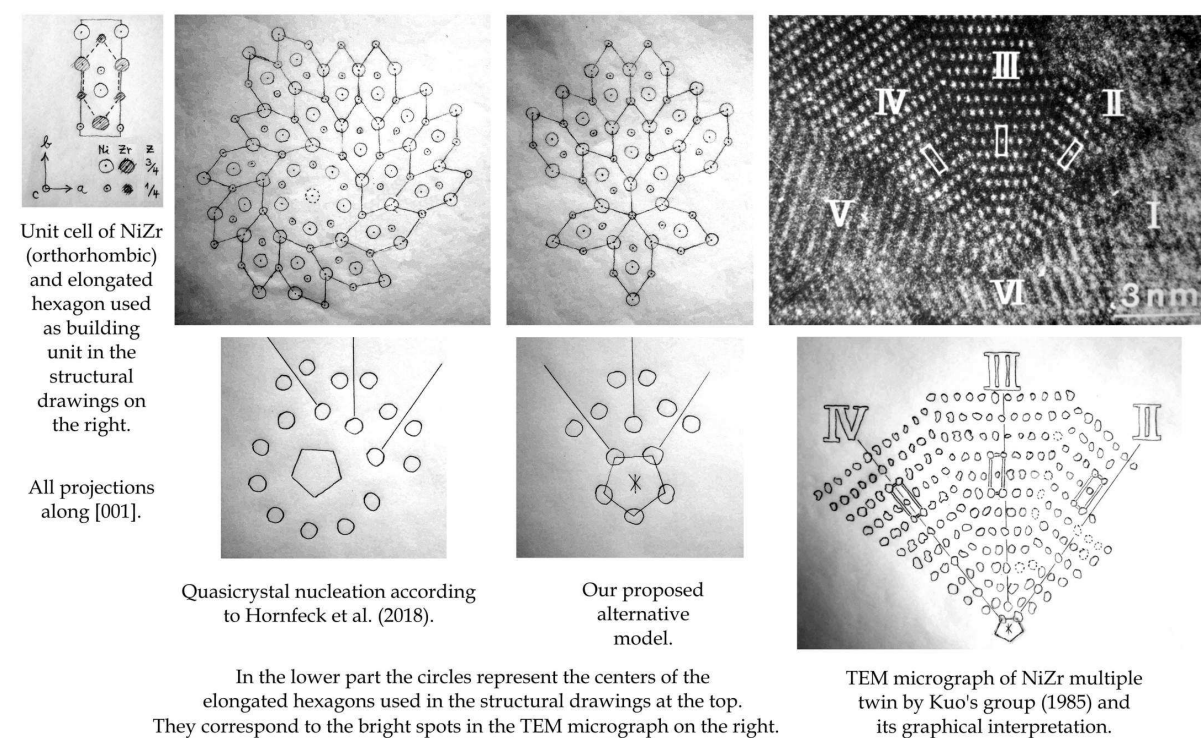 Ni Zr Z
3/4
1/4
b
c a
Unit cell of NiZr
(orthorhombic)
and elongated
hexagon used
as building
unit in the
structural
drawings on
the right.
All projections
along [001].
III
IV II
V I
VI
3nm
III
IV II
Quasicrystal nucleation according
to Hornfeck et al. (2018).
Our proposed
alternative
model.
In the lower part the circles represent the centers of the
elongated hexagons used in the structural drawings at the top.
They correspond to the bright spots in the TEM micrograph on the right.
TEM micrograph of NiZr multiple
twin by Kuo's group (1985) and
its graphical interpretation.